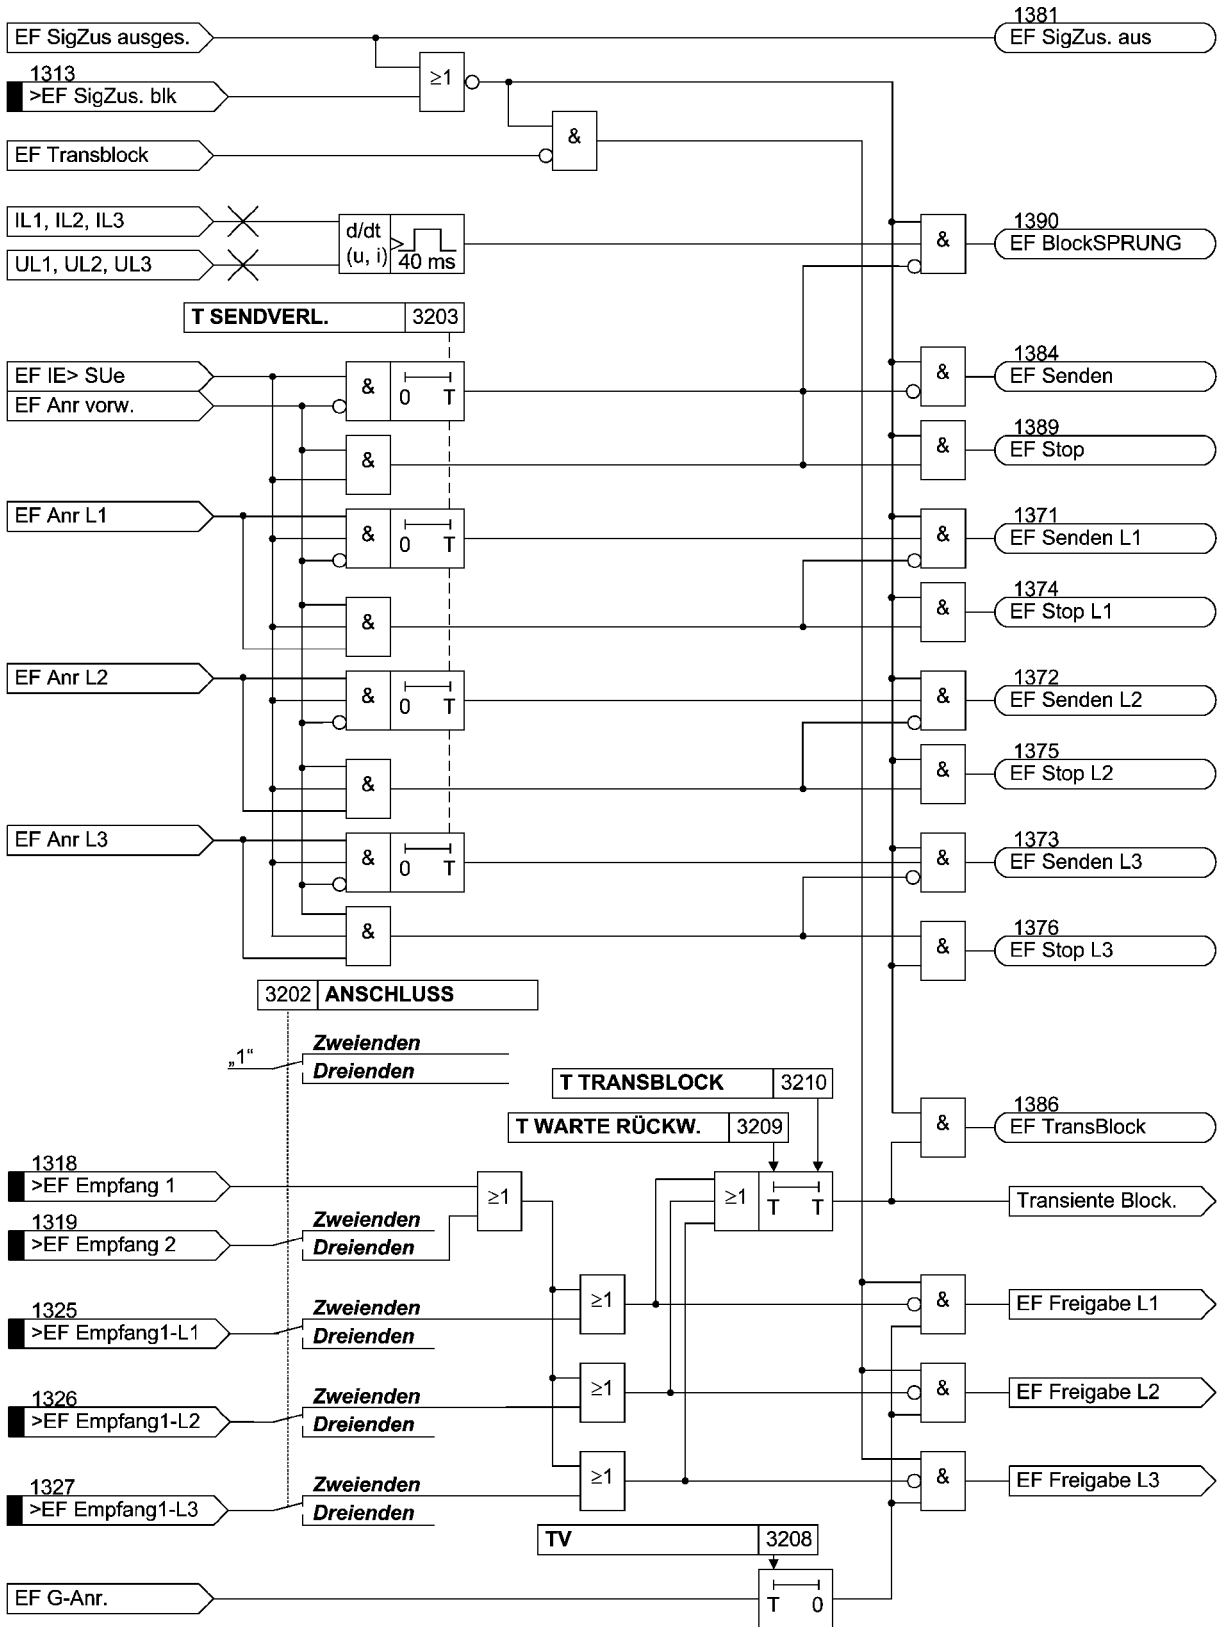 EF SigZus ausges.
1381
EF SigZus. aus
1313
>EF SigZus. blk
≥1
&
EF Transblock
IL1, IL2, IL3
UL1, UL2, UL3
d/dt
(u, i)
40 ms
&
1390
EF BlockSPRUNG
T SENDVERL. 3203
EF IE> SUe
EF Anr vorw.
& 0 T
&
1384
EF Senden
&
&
1389
EF Stop
EF Anr L1
& 0 T
&
1371
EF Senden L1
&
&
1374
EF Stop L1
EF Anr L2
& 0 T
&
1372
EF Senden L2
&
&
1375
EF Stop L2
EF Anr L3
& 0 T
&
1373
EF Senden L3
&
&
1376
EF Stop L3
3202 ANSCHLUSS
„1“
Zweienden
Dreienden
T TRANSBLOCK 3210
T WARTE RÜCKW. 3209
&
1386
EF TransBlock
1318
>EF Empfang 1
≥1
≥1 T T
Transiente Block.
1319
>EF Empfang 2
Zweienden
Dreienden
1325
>EF Empfang1-L1
Zweienden
Dreienden
≥1
&
EF Freigabe L1
1326
>EF Empfang1-L2
Zweienden
Dreienden
≥1
&
EF Freigabe L2
1327
>EF Empfang1-L3
Zweienden
Dreienden
≥1
&
EF Freigabe L3
TV 3208
EF G-Anr.
T 0